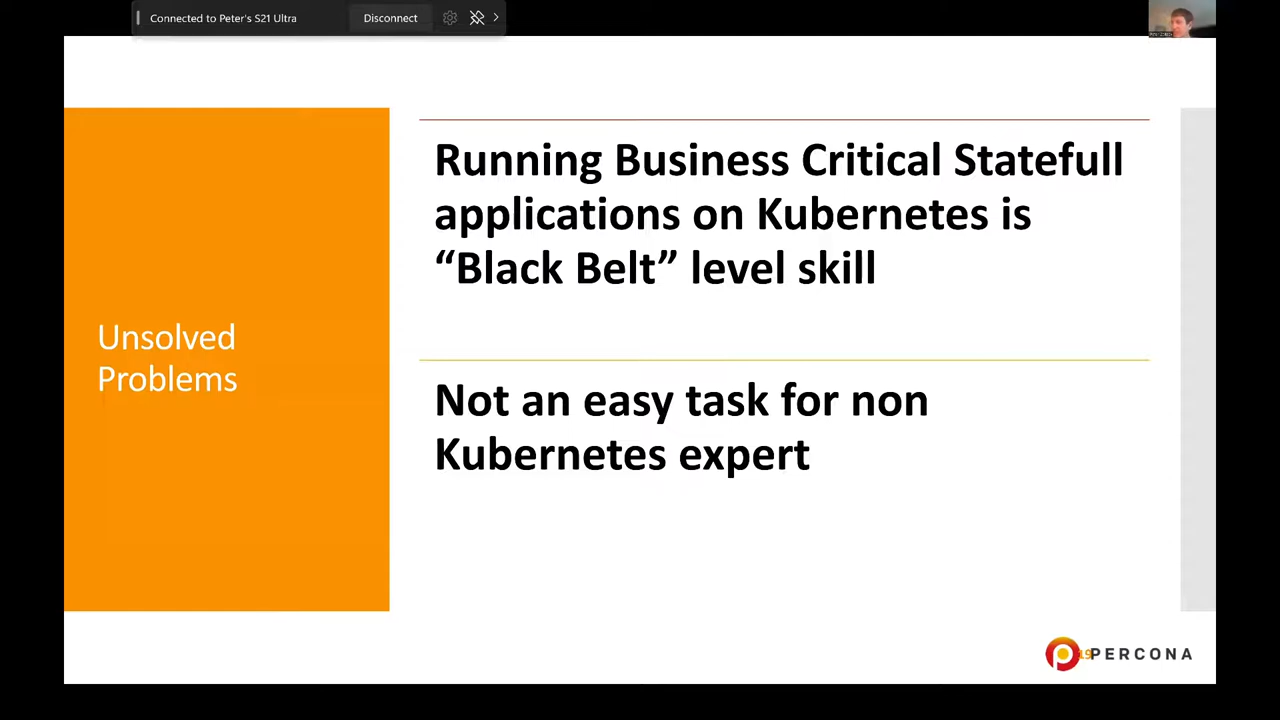 Connected to Peter's S21 Ultra
Disconnect
Unsolved
Problems
Running Business Critical Statefull
applications on Kubernetes is
“Black Belt” level skill
Not an easy task for non
Kubernetes expert
19
PERCONA